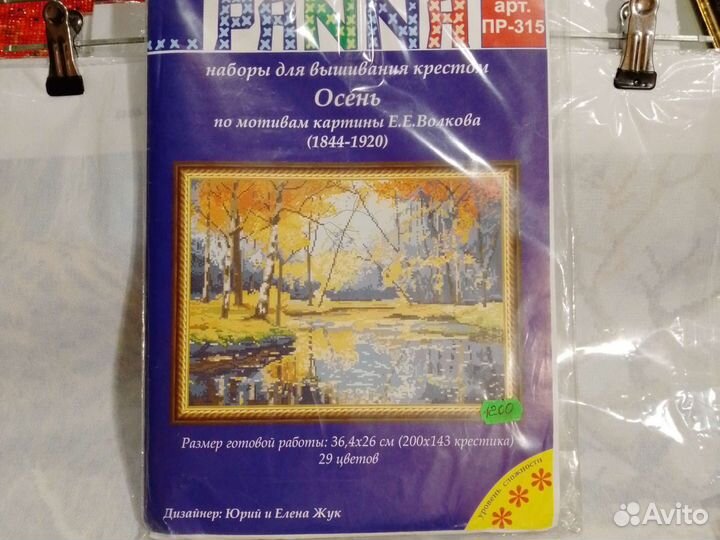 PANNA
арт.
ПР-315
наборы для вышивания крестом
Осень
по мотивам картины Е.Е.Волкова
(1844-1920)
1200
Размер готовой работы: 36,4х26 см (200х143 крестика)
29 цветов
уровень сложности
Дизайнер: Юрий и Елена Жук
Avito